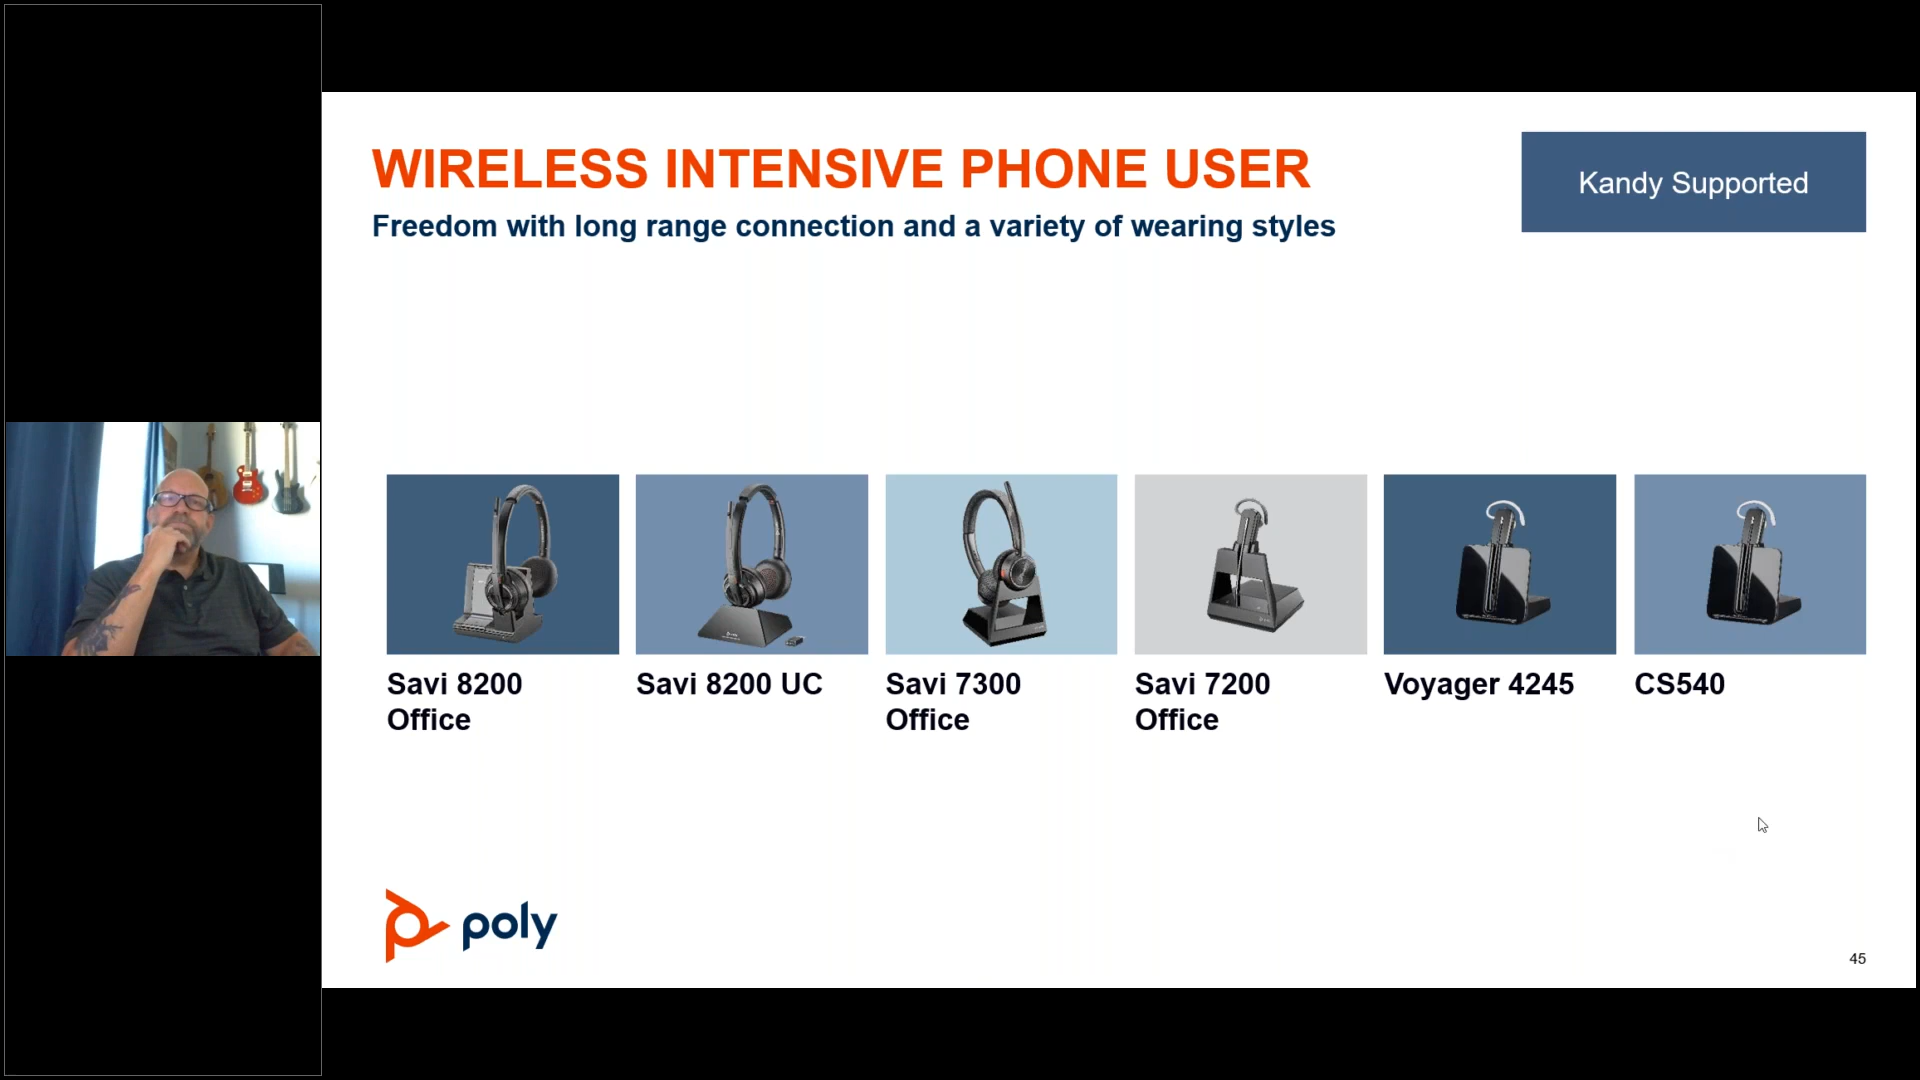 WIRELESS INTENSIVE PHONE USER
Freedom with long range connection and a variety of wearing styles
Kandy Supported
Savi 8200
Office
Savi 8200 UC
Savi 7300
Office
Savi 7200
Office
Voyager 4245
CS540
poly
45